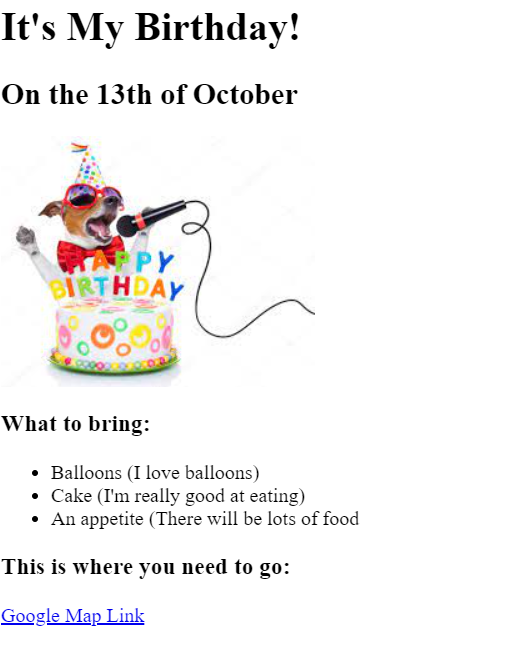 It's My Birthday!
On the 13th of October
HAPPY
BIRTHDAY
What to bring:
Balloons (I love balloons)
Cake (I'm really good at eating)
An appetite (There will be lots of food
This is where you need to go:
Google Map Link